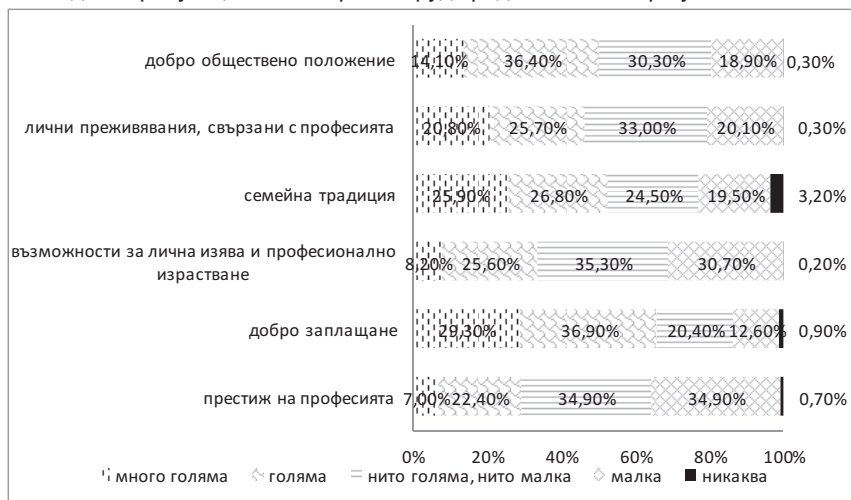 добро обществено положение
14,10% 36,40% 30,30% 18,90% 0,30%
лични преживявания, свързани с професията
20,80% 25,70% 33,00% 20,10% 0,30%
семейна традиция
25,90% 26,80% 24,50% 19,50% 3,20%
възможности за лична изява и професионално
израстване
8,20% 25,60% 35,30% 30,70% 0,20%
добро заплащане
29,30% 36,90% 20,40% 12,60% 0,90%
престиж на професията
7,00% 22,40% 34,90% 34,90% 0,70%
0% 20% 40% 60% 80% 100%
много голяма голяма нито голяма, нито малка малка никаква